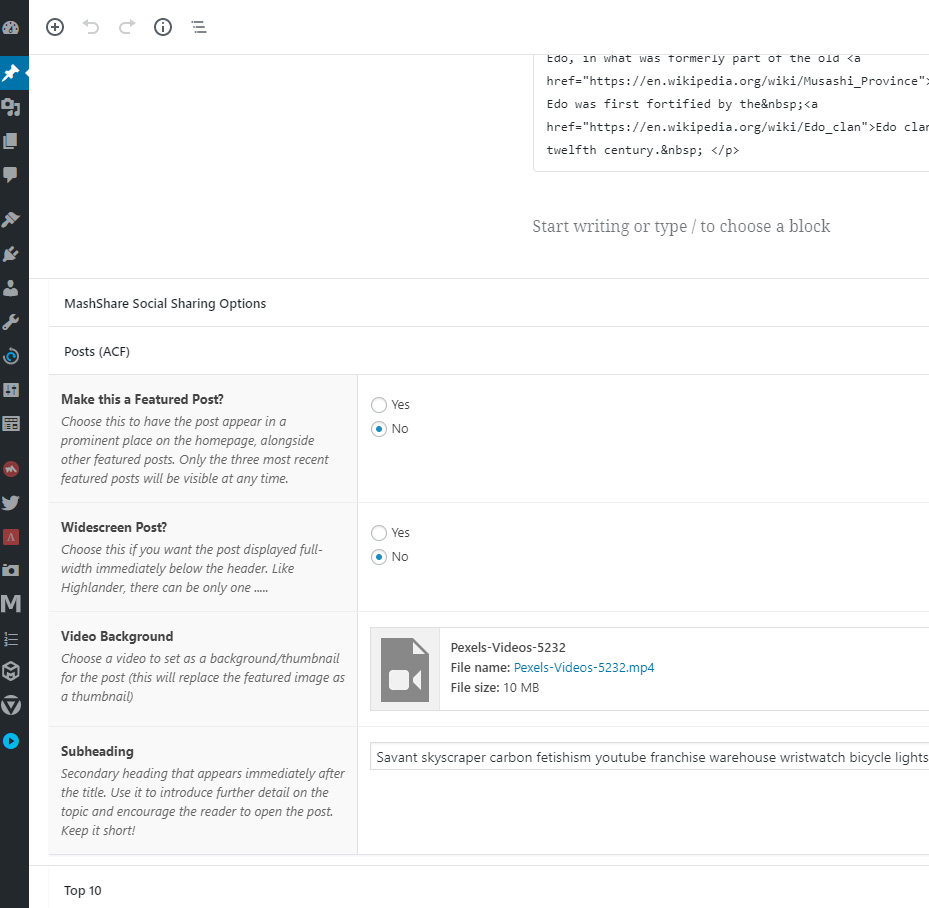 Edo, in what was formerly part of the old <a
href="https://en.wikipedia.org/wiki/Musashi_Province">
Edo was first fortified by the&nbsp;<a
href="https://en.wikipedia.org/wiki/Edo_clan">Edo clan
twelfth century.&nbsp; </p>
Start writing or type / to choose a block
MashShare Social Sharing Options
Posts (ACF)
Make this a Featured Post?
Choose this to have the post appear in a
prominent place on the homepage, alongside
other featured posts. Only the three most recent
featured posts will be visible at any time.
Yes
No
Widescreen Post?
Choose this if you want the post displayed full-
width immediately below the header. Like
Highlander, there can be only one .....
Yes
No
Video Background
Choose a video to set as a background/thumbnail
for the post (this will replace the featured image as
a thumbnail)
Pexels-Videos-5232
File name: Pexels-Videos-5232.mp4
File size: 10 MB
Subheading
Secondary heading that appears immediately after
the title. Use it to introduce further detail on the
topic and encourage the reader to open the post.
Keep it short!
Savant skyscraper carbon fetishism youtube franchise warehouse wristwatch bicycle lights
Top 10